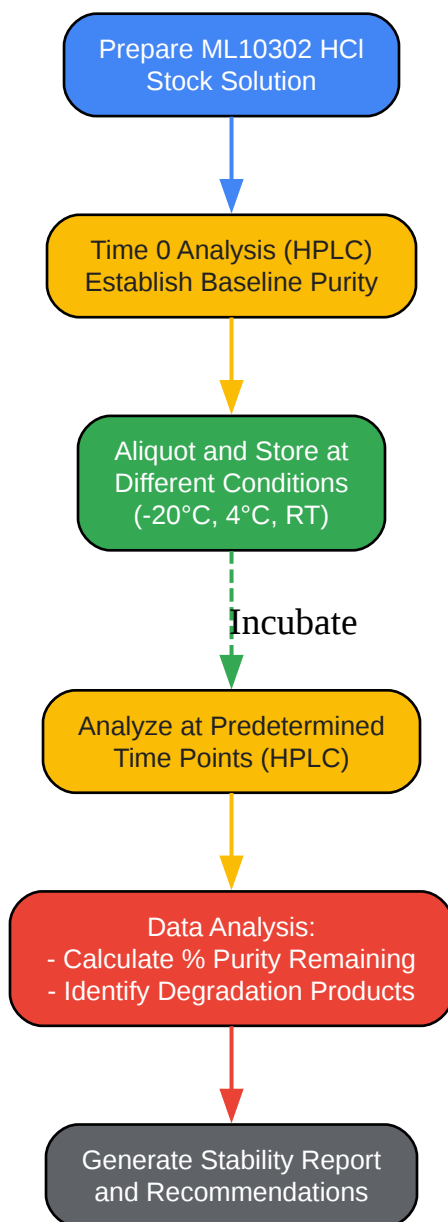 Prepare ML10302 HCl
Stock Solution
Time 0 Analysis (HPLC)
Establish Baseline Purity
Aliquot and Store at
Different Conditions
(-20°C, 4°C, RT)
Incubate
Analyze at Predetermined
Time Points (HPLC)
Data Analysis:
- Calculate % Purity Remaining
- Identify Degradation Products
Generate Stability Report
and Recommendations